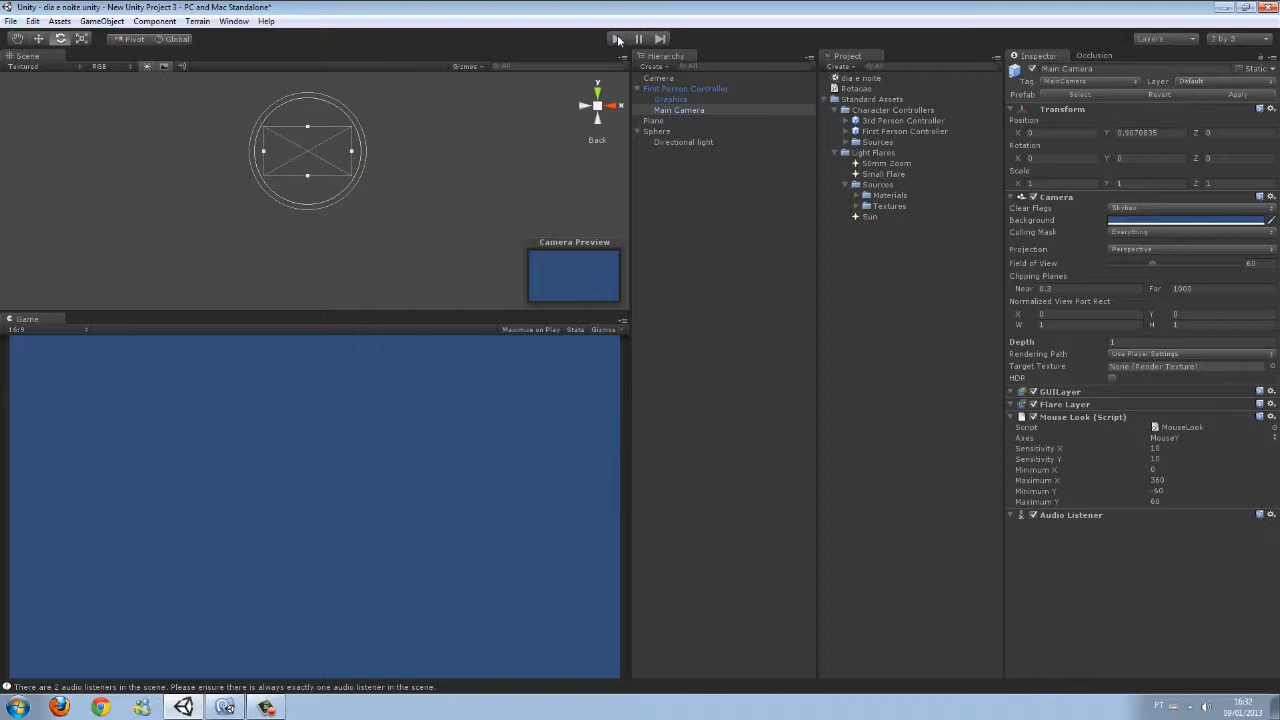 Unity - dia e noite.unity - New Unity Project 3 - PC and Mac Standalone*
File Edit Assets GameObject Component Terrain Window Help
Pivot Global
Layers 2 by 3
Scene
Textured RGB Gizmos All
y
x
Back
Camera Preview
Game
16:9 Maximize on Play Stats Gizmos
Hierarchy
Create All
Camera
First Person Controller
Graphics
Main Camera
Plane
Sphere
Directional light
Project
Create All
dia e noite
Rotacao
Standard Assets
Character Controllers
3rd Person Controller
First Person Controller
Sources
Light Flares
50mm Zoom
Small Flare
Sources
Materials
Textures
Sun
Inspector Occlusion
Main Camera Static
Tag MainCamera Layer Default
Prefab Select Revert Apply
Transform
Position
X 0 Y 0.9070835 Z 0
Rotation
X 0 Y 0 Z 0
Scale
X 1 Y 1 Z 1
Camera
Clear Flags Skybox
Background
Culling Mask Everything
Projection Perspective
Field of View 60
Clipping Planes
Near 0.3 Far 1000
Normalized View Port Rect
X 0 Y 0
W 1 H 1
Depth 1
Rendering Path Use Player Settings
Target Texture None (Render Texture)
HDR
GUILayer
Flare Layer
Mouse Look (Script)
Script MouseLook
Axes MouseY
Sensitivity X 10
Sensitivity Y 10
Minimum X 0
Maximum X 360
Minimum Y -60
Maximum Y 60
Audio Listener
There are 2 audio listeners in the scene. Please ensure there is always exactly one audio listener in the scene.
PT 16:32
09/01/2013